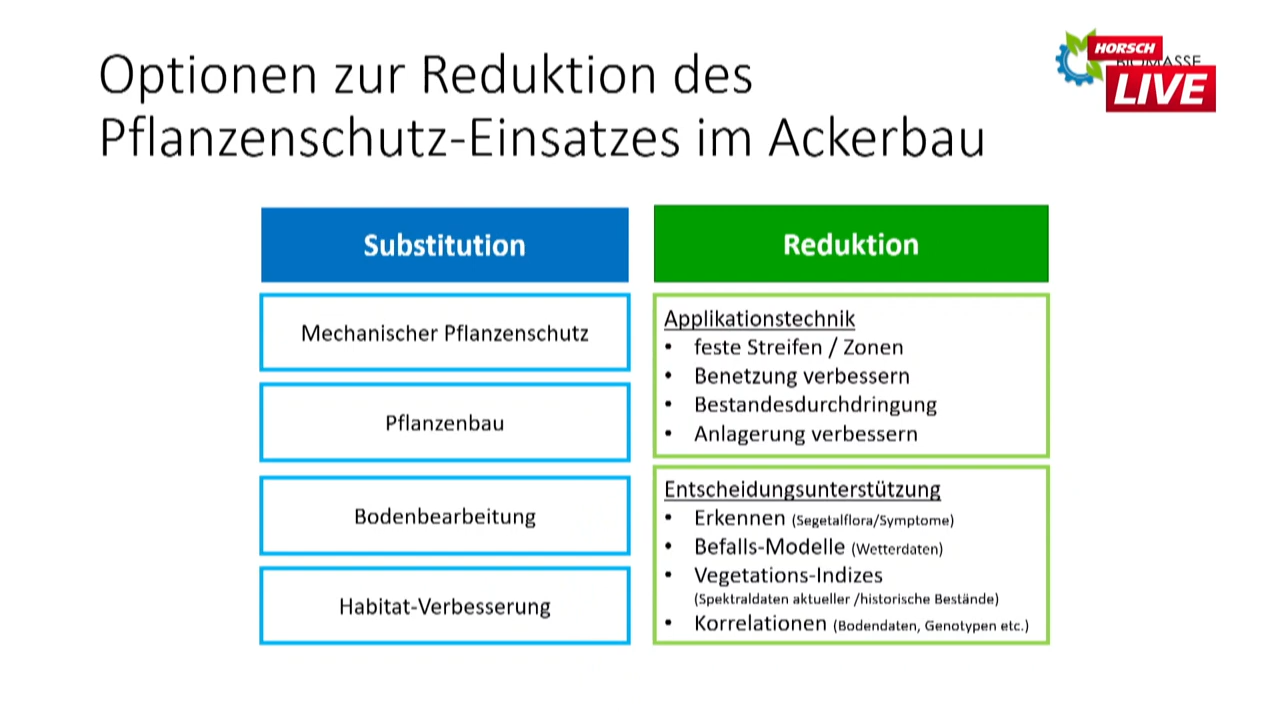 Optionen zur Reduktion des
Pflanzenschutz-Einsatzes im Ackerbau
HORSCH
LIVE
Substitution
Mechanischer Pflanzenschutz
Pflanzenbau
Bodenbearbeitung
Habitat-Verbesserung
Reduktion
Applikationstechnik
• feste Streifen / Zonen
• Benetzung verbessern
• Bestandesdurchdringung
• Anlagerung verbessern
Entscheidungsunterstützung
• Erkennen (Segetalflora/Symptome)
• Befalls-Modelle (Wetterdaten)
• Vegetations-Indizes
(Spektraldaten aktueller /historische Bestände)
• Korrelationen (Bodendaten, Genotypen etc.)